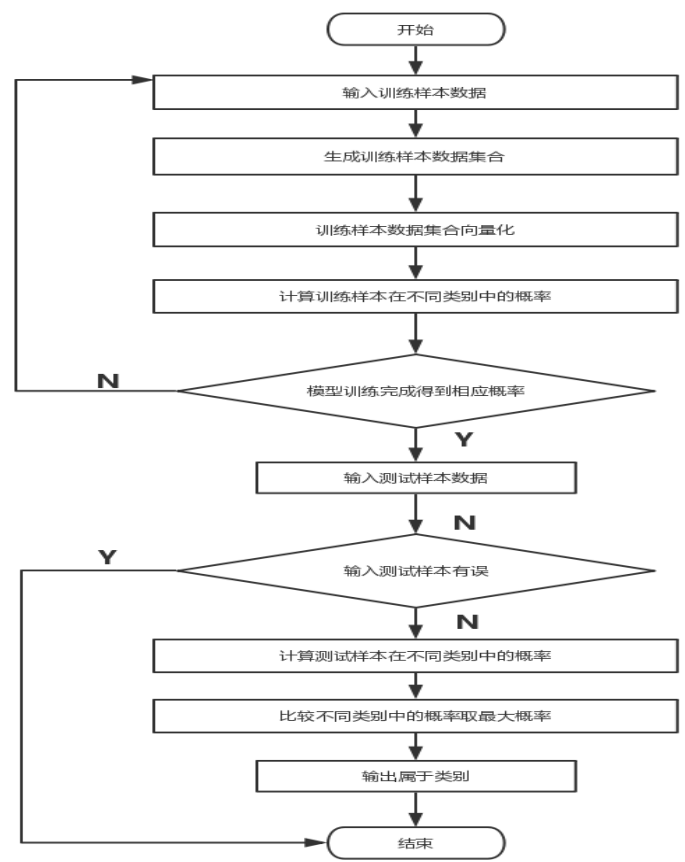 开始
输入训练样本数据
生成训练样本数据集合
训练样本数据集合向量化
计算训练样本在不同类别中的概率
模型训练完成得到相应概率
N
Y
输入测试样本数据
N
输入测试样本有误
Y
N
计算测试样本在不同类别中的概率
比较不同类别中的概率取最大概率
输出属于类别
结束